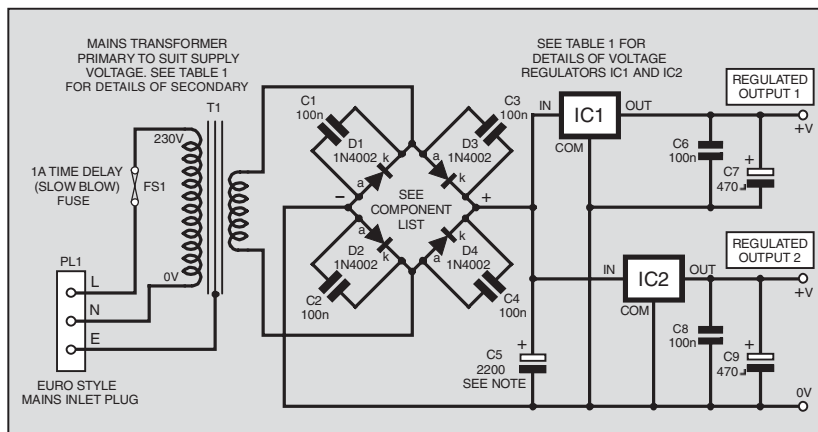 MAINS TRANSFORMER
PRIMARY TO SUIT SUPPLY
VOLTAGE. SEE TABLE 1
FOR DETAILS OF SECONDARY
T1
230V
1A TIME DELAY
(SLOW BLOW)
FUSE
FS1
0V
PL1
L
N
E
EURO STYLE
MAINS INLET PLUG
C1
100n
D1
1N4002
a
k
C3
100n
D3
1N4002
a
k
SEE
COMPONENT
LIST
–
+
D2
1N4002
a
k
C2
100n
D4
1N4002
a
k
C4
100n
SEE TABLE 1 FOR
DETAILS OF VOLTAGE
REGULATORS IC1 AND IC2
IN
IC1
OUT
COM
C6
100n
+
C7
470
REGULATED
OUTPUT 1
+V
IN
IC2
OUT
COM
C8
100n
+
C9
470
REGULATED
OUTPUT 2
+V
+
C5
2200
SEE NOTE
0V